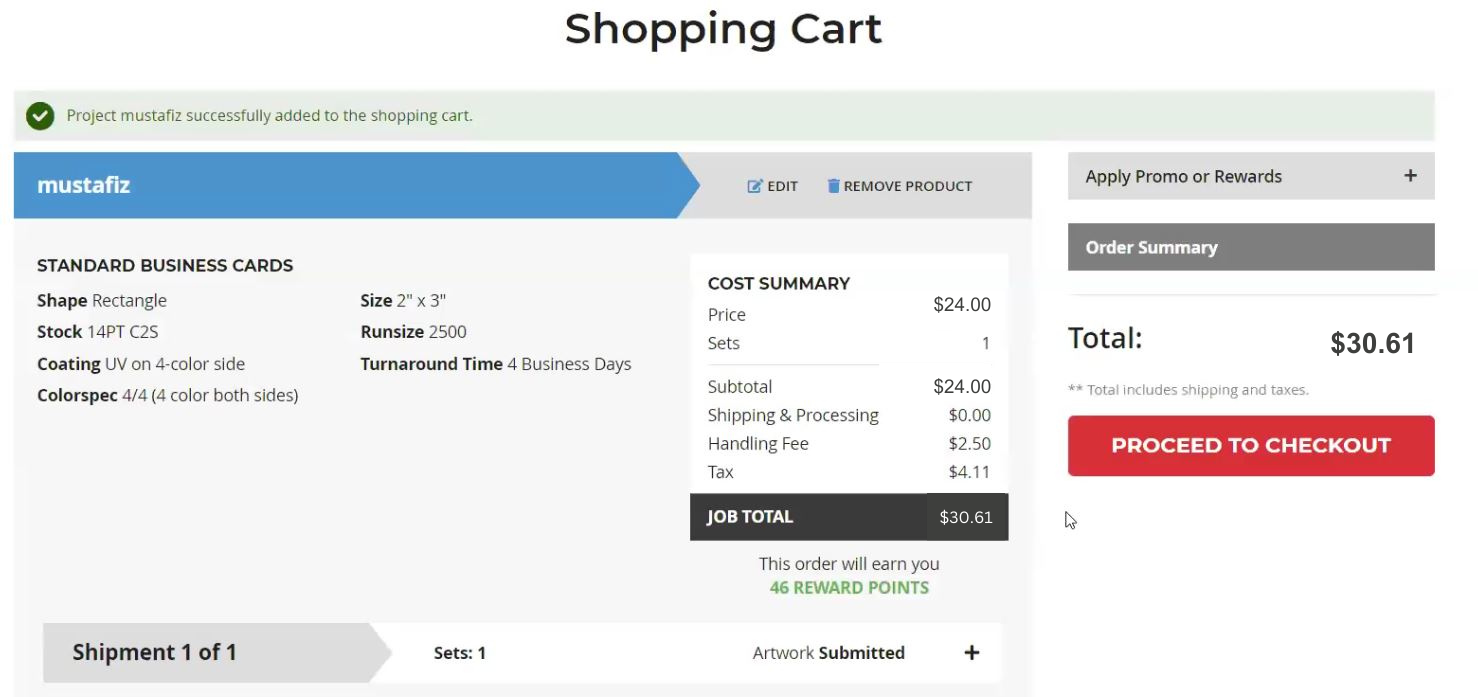 Shopping Cart
Project mustafiz successfully added to the shopping cart.
mustafiz
EDIT
REMOVE PRODUCT
STANDARD BUSINESS CARDS
Shape Rectangle
Size 2" x 3"
Stock 14PT C2S
Runsize 2500
Coating UV on 4-color side
Turnaround Time 4 Business Days
Colorspec 4/4 (4 color both sides)
COST SUMMARY
Price $24.00
Sets 1
Subtotal $24.00
Shipping & Processing $0.00
Handling Fee $2.50
Tax $4.11
JOB TOTAL $30.61
This order will earn you
46 REWARD POINTS
Shipment 1 of 1
Sets: 1
Artwork Submitted
+
Apply Promo or Rewards +
Order Summary
Total: $30.61
** Total includes shipping and taxes.
PROCEED TO CHECKOUT